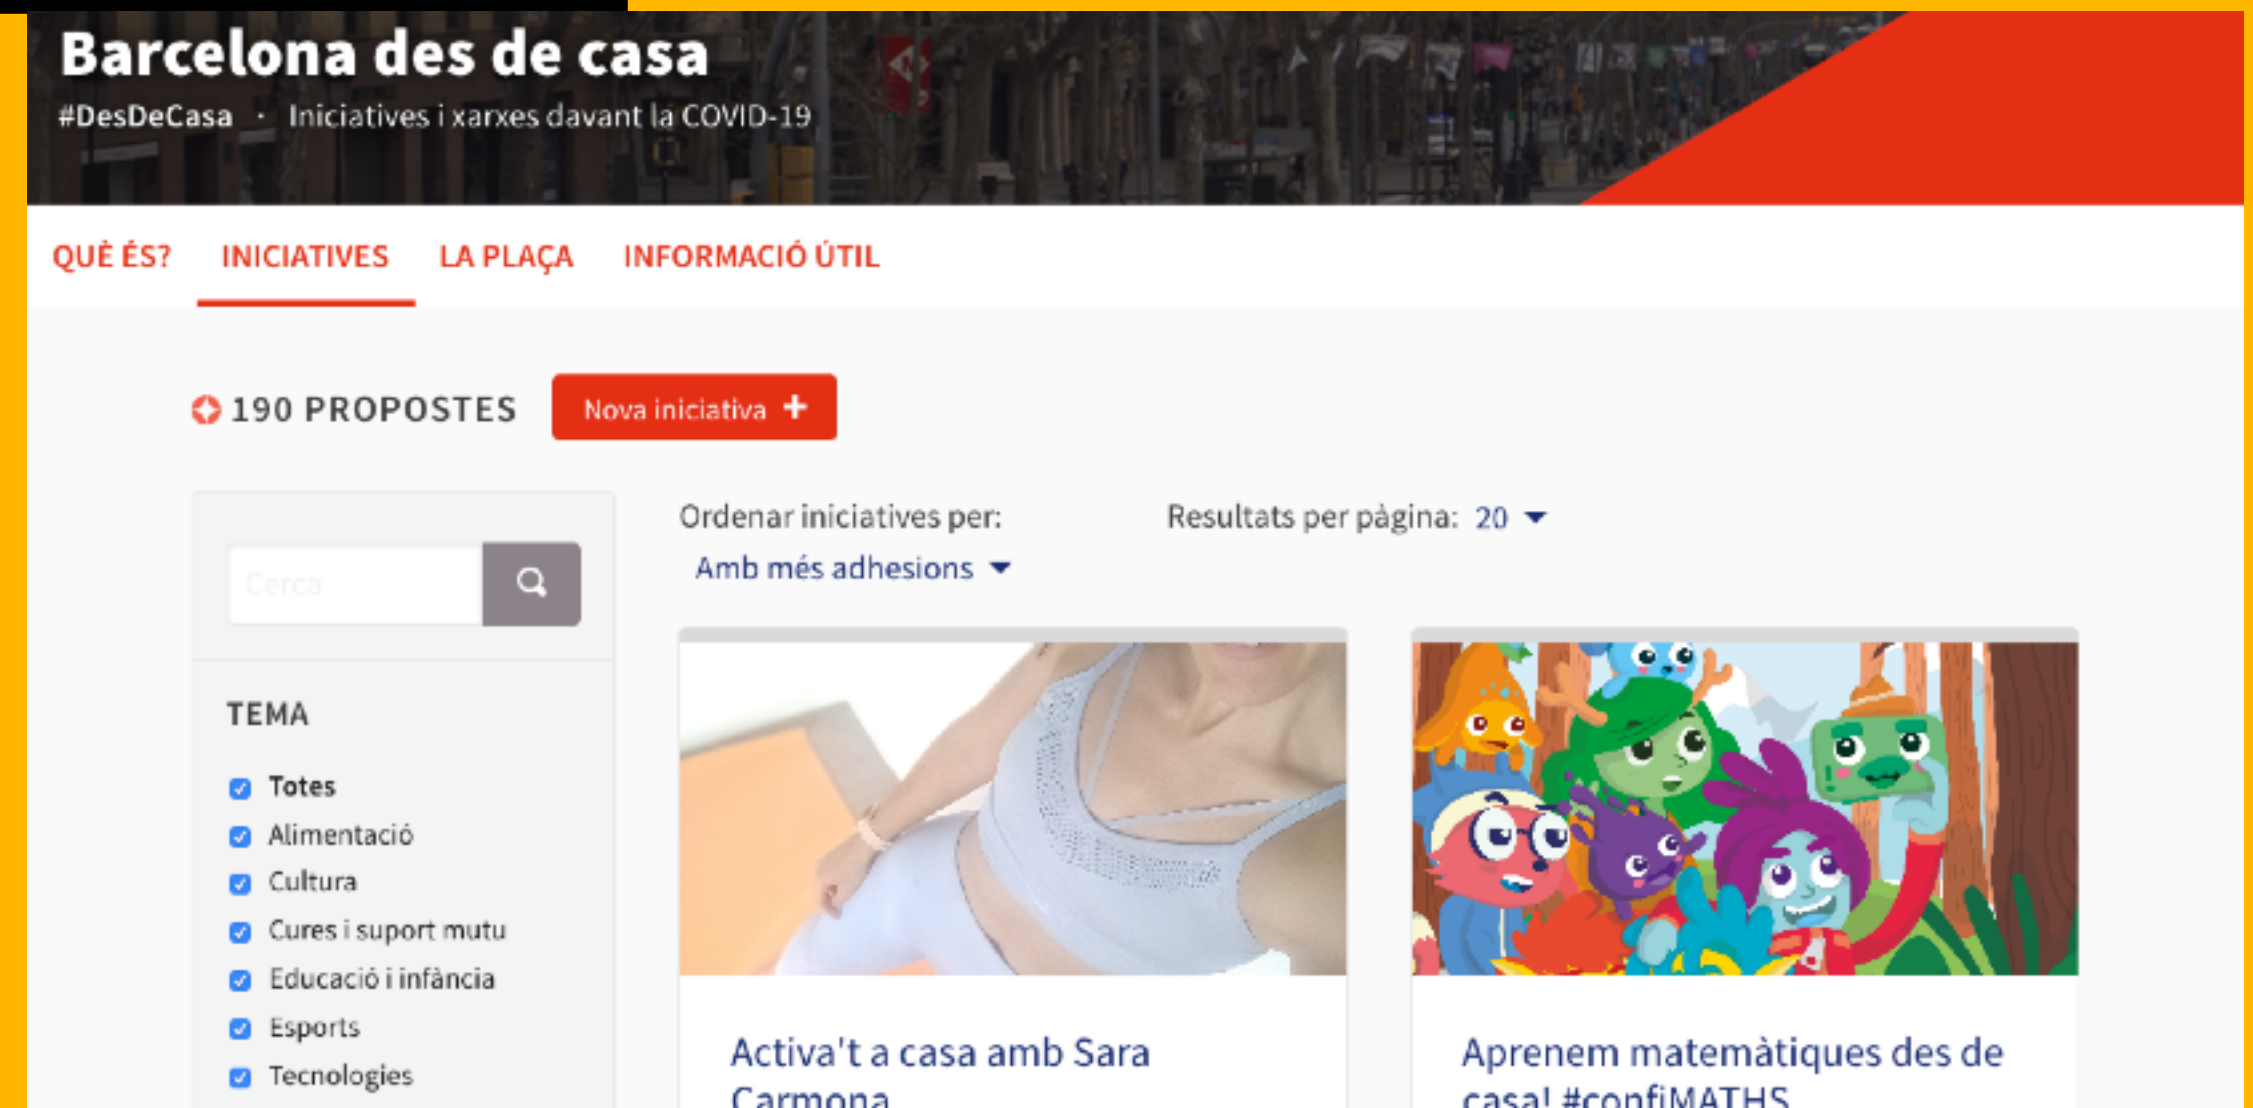 Barcelona des de casa
#DesDeCasa · Iniciatives i xarxes davant la COVID-19
QUÈ ÉS? INICIATIVES LA PLAÇA INFORMACIÓ ÚTIL
190 PROPOSTES Nova iniciativa +
Ordenar iniciatives per: Resultats per pàgina: 20
Amb més adhesions
Cerca
TEMA
Totes
Alimentació
Cultura
Cures i suport mutu
Educació i infància
Esports
Tecnologies
Activa't a casa amb Sara
Carmona
Aprenem matemàtiques des de
casa! #confiMATHS